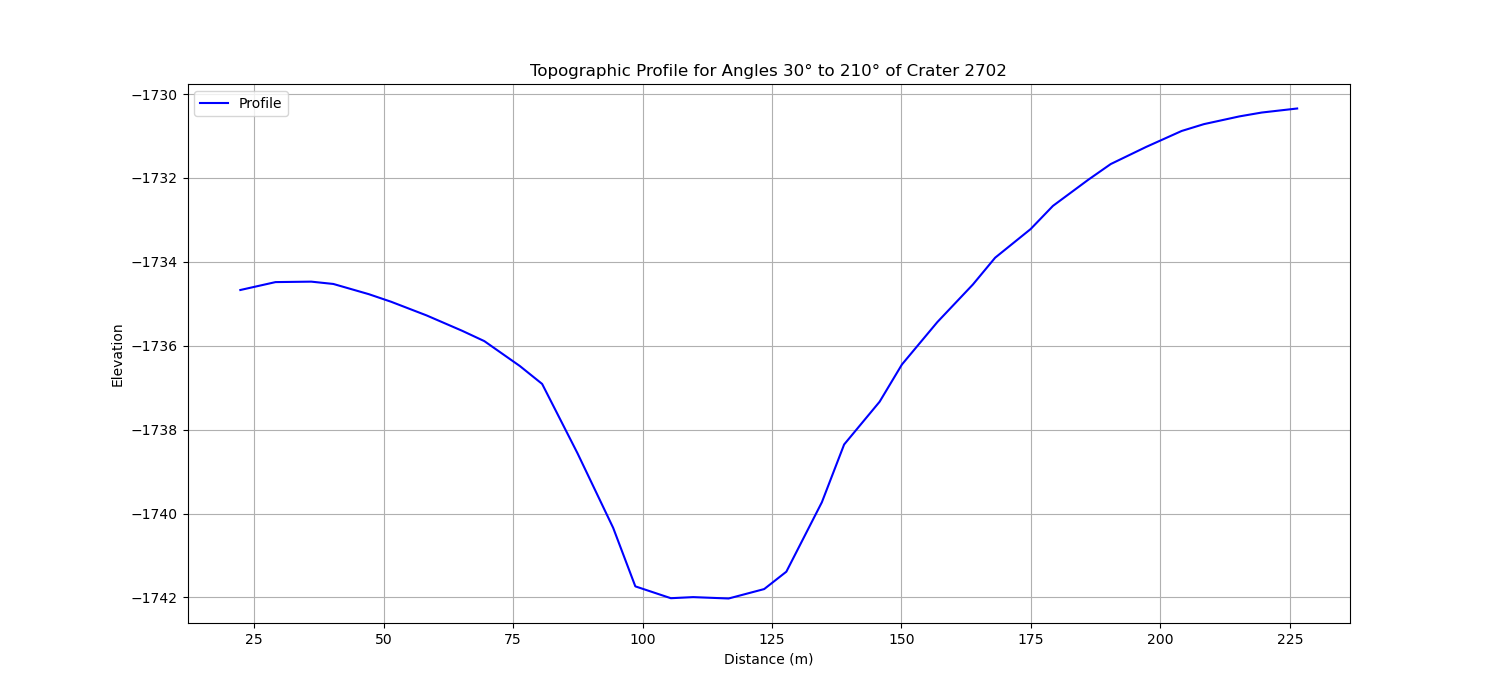 Topographic Profile for Angles 30° to 210° of Crater 2702
Profile
−1730
−1732
−1734
−1736
−1738
−1740
−1742
Elevation
25 50 75 100 125 150 175 200 225
Distance (m)